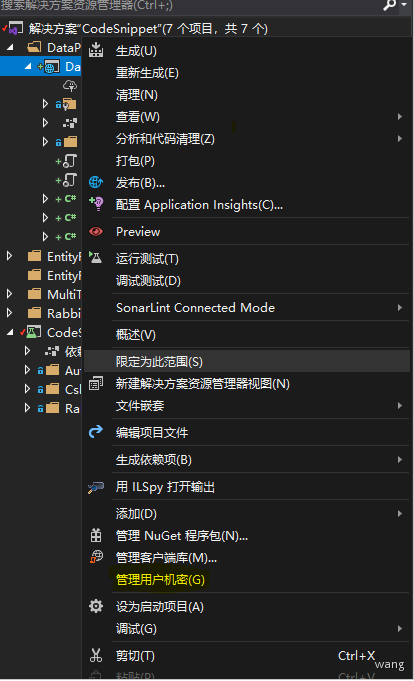 搜索解决方案资源管理器(Ctrl+;)
解决方案"CodeSnippet"(7 个项目，共 7 个)
DataP
Da
生成(U)
重新生成(E)
清理(N)
查看(W)
分析和代码清理(Z)
打包(P)
发布(B)...
配置 Application Insights(C)...
Preview
运行测试(T)
调试测试(D)
EntityF
EntityF
MultiT
Rabbi
CodeS
依赖
Au
Csl
Ra
SonarLint Connected Mode
概述(V)
限定为此范围(S)
新建解决方案资源管理器视图(N)
文件嵌套
编辑项目文件
生成依赖项(B)
用 ILSpy 打开输出
添加(D)
管理 NuGet 程序包(N)...
管理客户端库(M)...
管理用户机密(G)
设为启动项目(A)
调试(G)
剪切(T) Ctrl+X
wang
粘贴(P) Ctrl+V